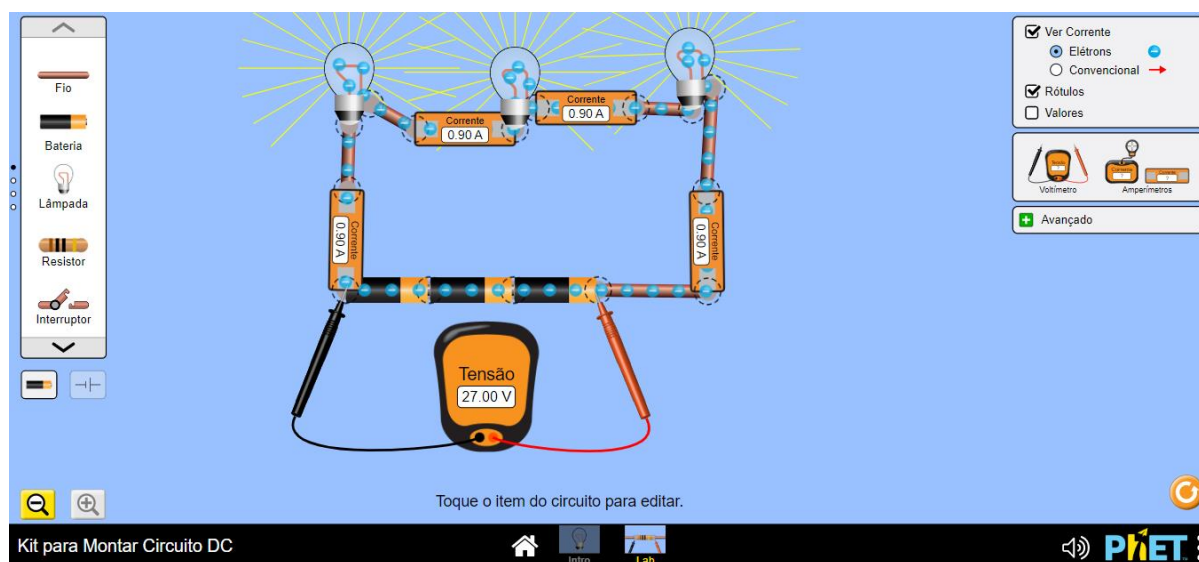 Fio
Bateria
Lâmpada
Resistor
Interruptor
Corrente
0.90 A
Corrente
0.90 A
Corrente
0.90 A
Corrente
0.90 A
Tensão
27.00 V
Toque o item do circuito para editar.
Ver Corrente
Elétrons
Convencional
Rótulos
Valores
Voltímetro
Amperímetros
Avançado
Kit para Montar Circuito DC
Intro
Lab
PhET